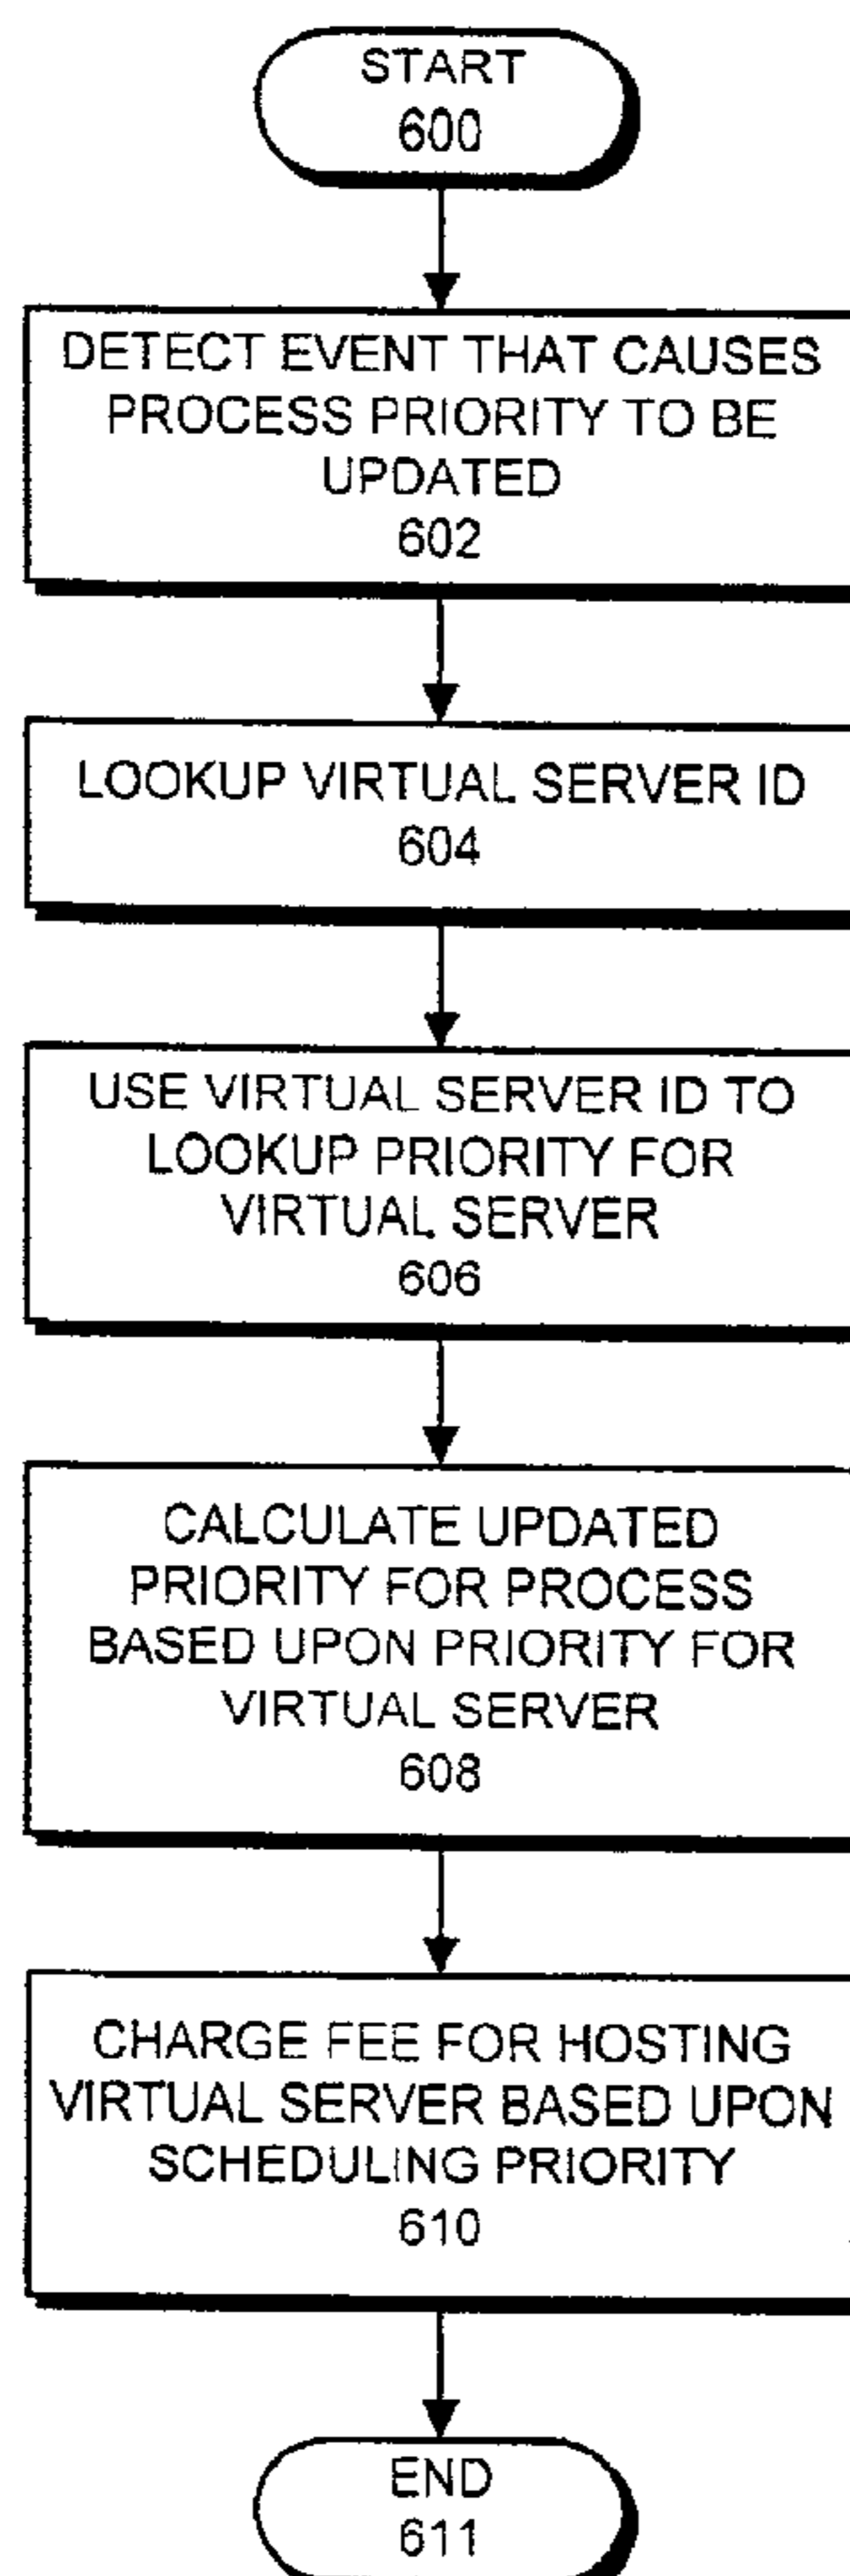 START
600
DETECT EVENT THAT CAUSES
PROCESS PRIORITY TO BE
UPDATED
602
LOOKUP VIRTUAL SERVER ID
604
USE VIRTUAL SERVER ID TO
LOOKUP PRIORITY FOR
VIRTUAL SERVER
606
CALCULATE UPDATED
PRIORITY FOR PROCESS
BASED UPON PRIORITY FOR
VIRTUAL SERVER
608
CHARGE FEE FOR HOSTING
VIRTUAL SERVER BASED UPON
SCHEDULING PRIORITY
610
END
611